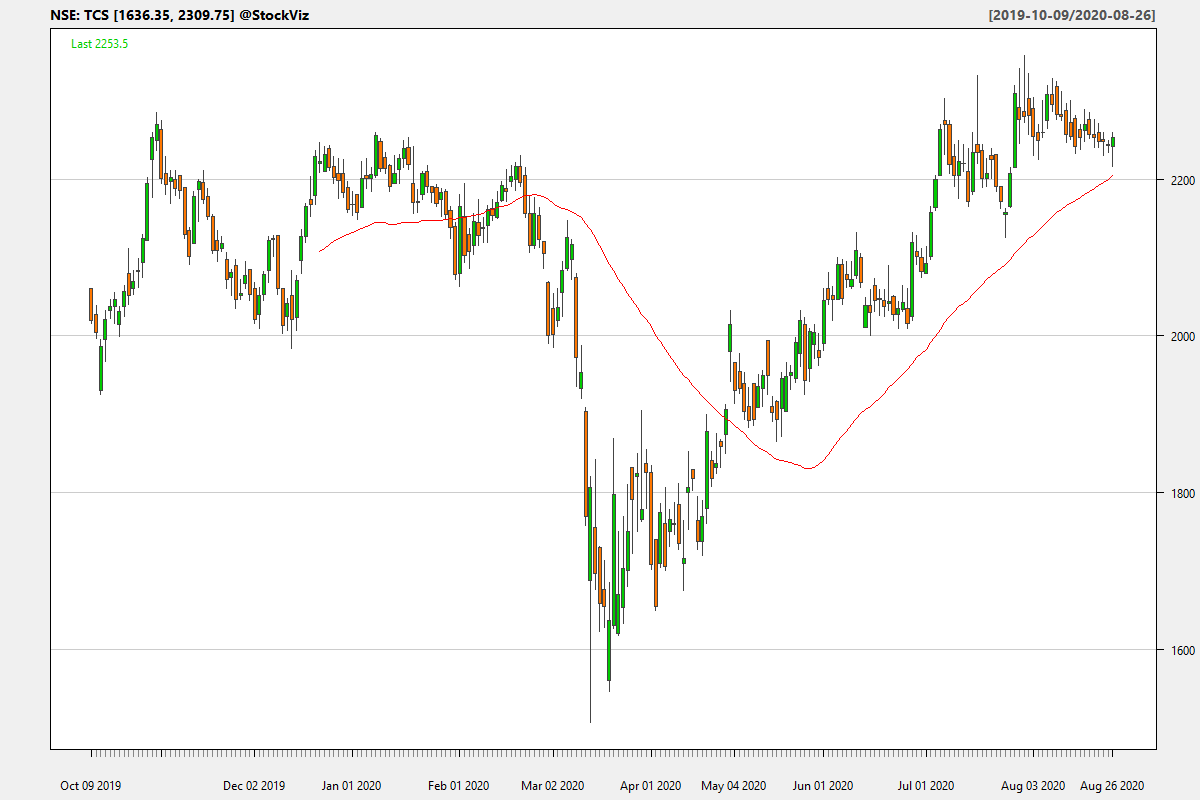 NSE: TCS [1636.35, 2309.75] @StockViz [2019-10-09/2020-08-26]
Last 2253.5
2200
2000
1800
1600
Oct 09 2019 Dec 02 2019 Jan 01 2020 Feb 01 2020 Mar 02 2020 Apr 01 2020 May 04 2020 Jun 01 2020 Jul 01 2020 Aug 03 2020 Aug 26 2020